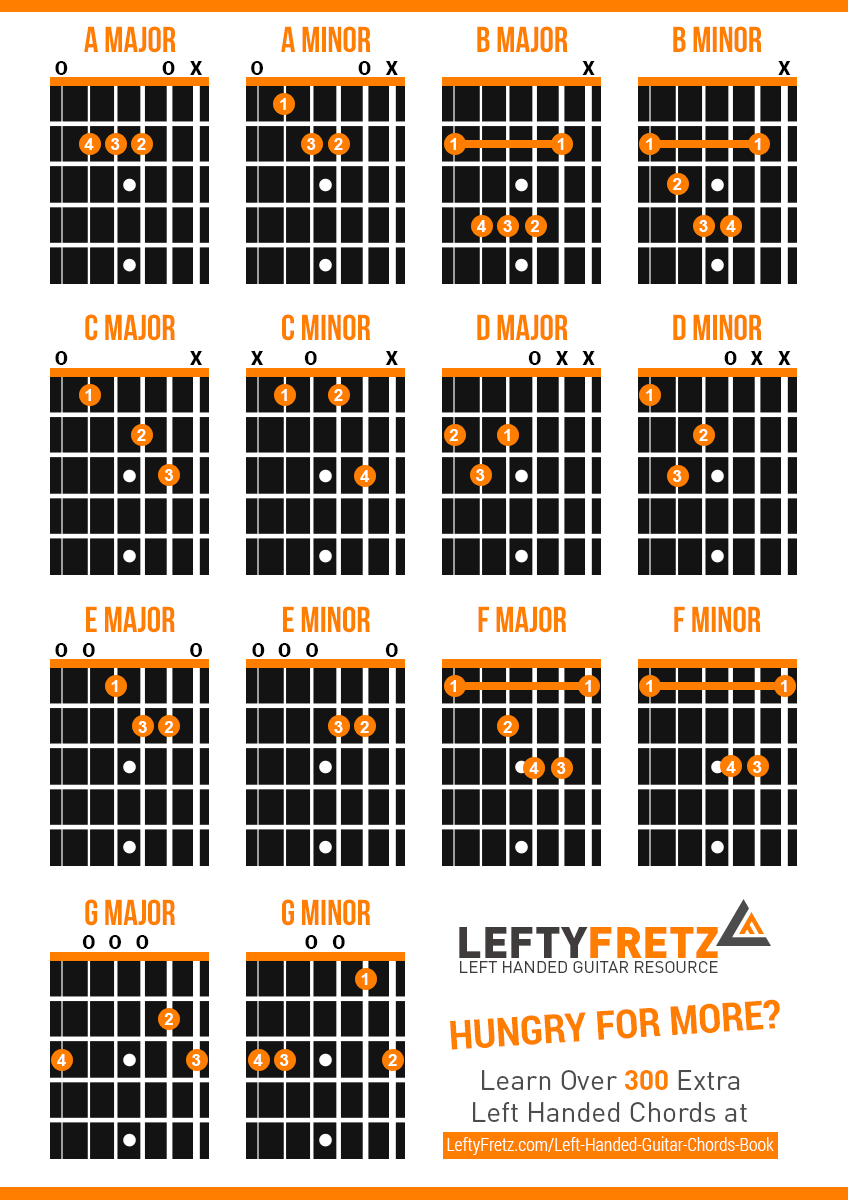 A MAJOR
A MINOR
B MAJOR
B MINOR
O O X
O O X
X
X
1
1 1
1 1
4 3 2
3 2
2
4 3 2
3 4
C MAJOR
C MINOR
D MAJOR
D MINOR
O X
X O X
O X X
O X X
1
1 2
1
2
2 1
2
3
4
3
3
E MAJOR
E MINOR
F MAJOR
F MINOR
O O O
O O O O
1
1 1
1 1
3 2
3 2
2
4 3
4 3
G MAJOR
G MINOR
O O O
O O
1
2
4 3
4 3 2
LEFTYFRETZ
LEFT HANDED GUITAR RESOURCE
HUNGRY FOR MORE?
Learn Over 300 Extra
Left Handed Chords at
LeftyFretz.com/Left-Handed-Guitar-Chords-Book